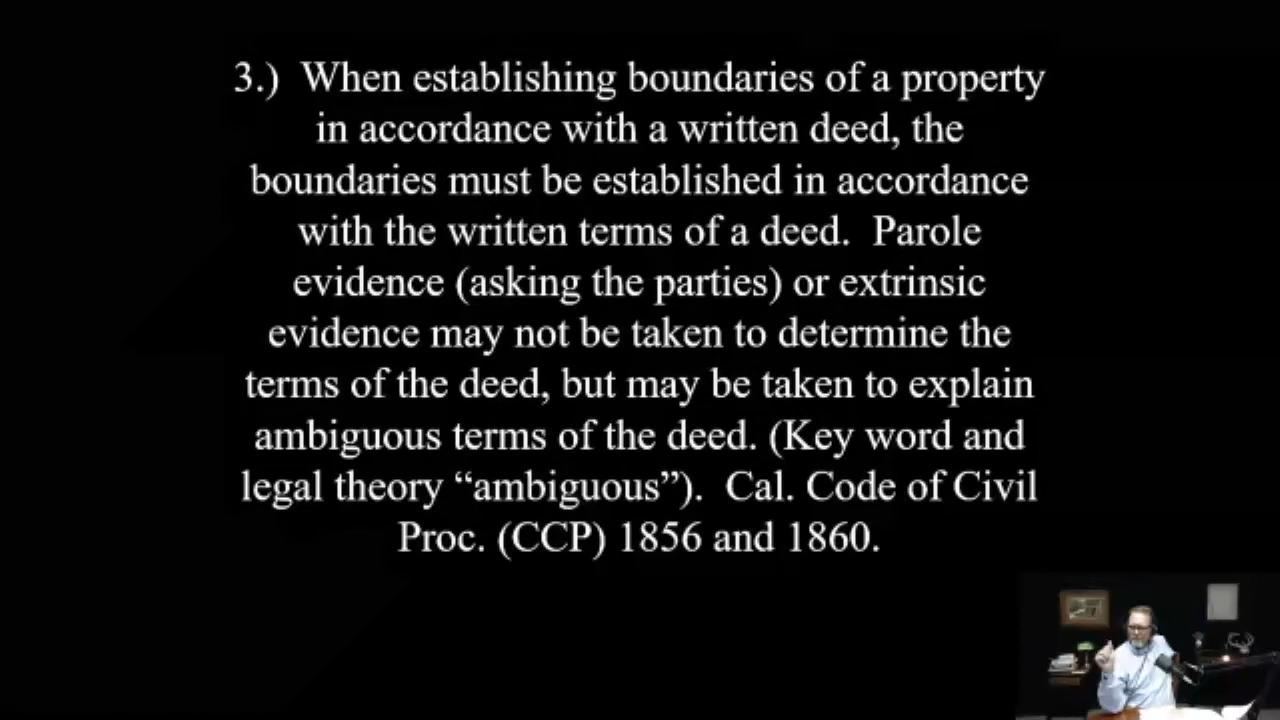 3.)  When establishing boundaries of a property
in accordance with a written deed, the
boundaries must be established in accordance
with the written terms of a deed.  Parole
evidence (asking the parties) or extrinsic
evidence may not be taken to determine the
terms of the deed, but may be taken to explain
ambiguous terms of the deed. (Key word and
legal theory “ambiguous”).  Cal. Code of Civil
Proc. (CCP) 1856 and 1860.